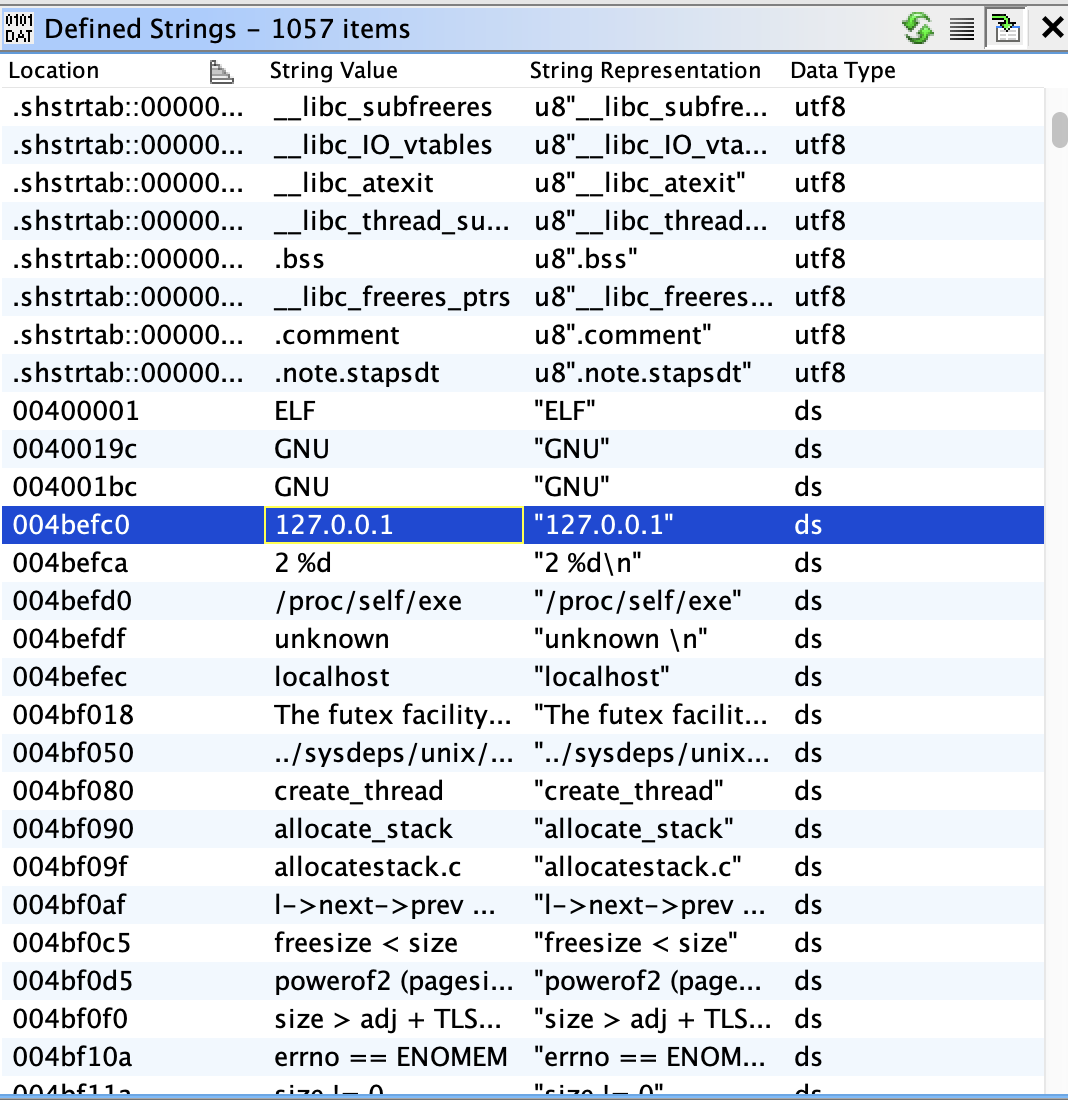 0101 DAT Defined Strings – 1057 items
Location String Value String Representation Data Type
.shstrtab::00000... __libc_subfreeres u8"__libc_subfre... utf8
.shstrtab::00000... __libc_IO_vtables u8"__libc_IO_vta... utf8
.shstrtab::00000... __libc_atexit u8"__libc_atexit" utf8
.shstrtab::00000... __libc_thread_su... u8"__libc_thread... utf8
.shstrtab::00000... .bss u8".bss" utf8
.shstrtab::00000... __libc_freeres_ptrs u8"__libc_freeres... utf8
.shstrtab::00000... .comment u8".comment" utf8
.shstrtab::00000... .note.stapsdt u8".note.stapsdt" utf8
00400001 ELF "ELF" ds
0040019c GNU "GNU" ds
004001bc GNU "GNU" ds
004befc0 127.0.0.1 "127.0.0.1" ds
004befca 2 %d "2 %d\n" ds
004befd0 /proc/self/exe "/proc/self/exe" ds
004befdf unknown "unknown \n" ds
004befec localhost "localhost" ds
004bf018 The futex facility... "The futex facilit... ds
004bf050 ../sysdeps/unix/... "../sysdeps/unix... ds
004bf080 create_thread "create_thread" ds
004bf090 allocate_stack "allocate_stack" ds
004bf09f allocatestack.c "allocatestack.c" ds
004bf0af l->next->prev ... "l->next->prev ... ds
004bf0c5 freesize < size "freesize < size" ds
004bf0d5 powerof2 (pagesi... "powerof2 (page... ds
004bf0f0 size > adj + TLS... "size > adj + TLS... ds
004bf10a errno == ENOMEM "errno == ENOM... ds
004bf11a size != 0 "size != 0" ds